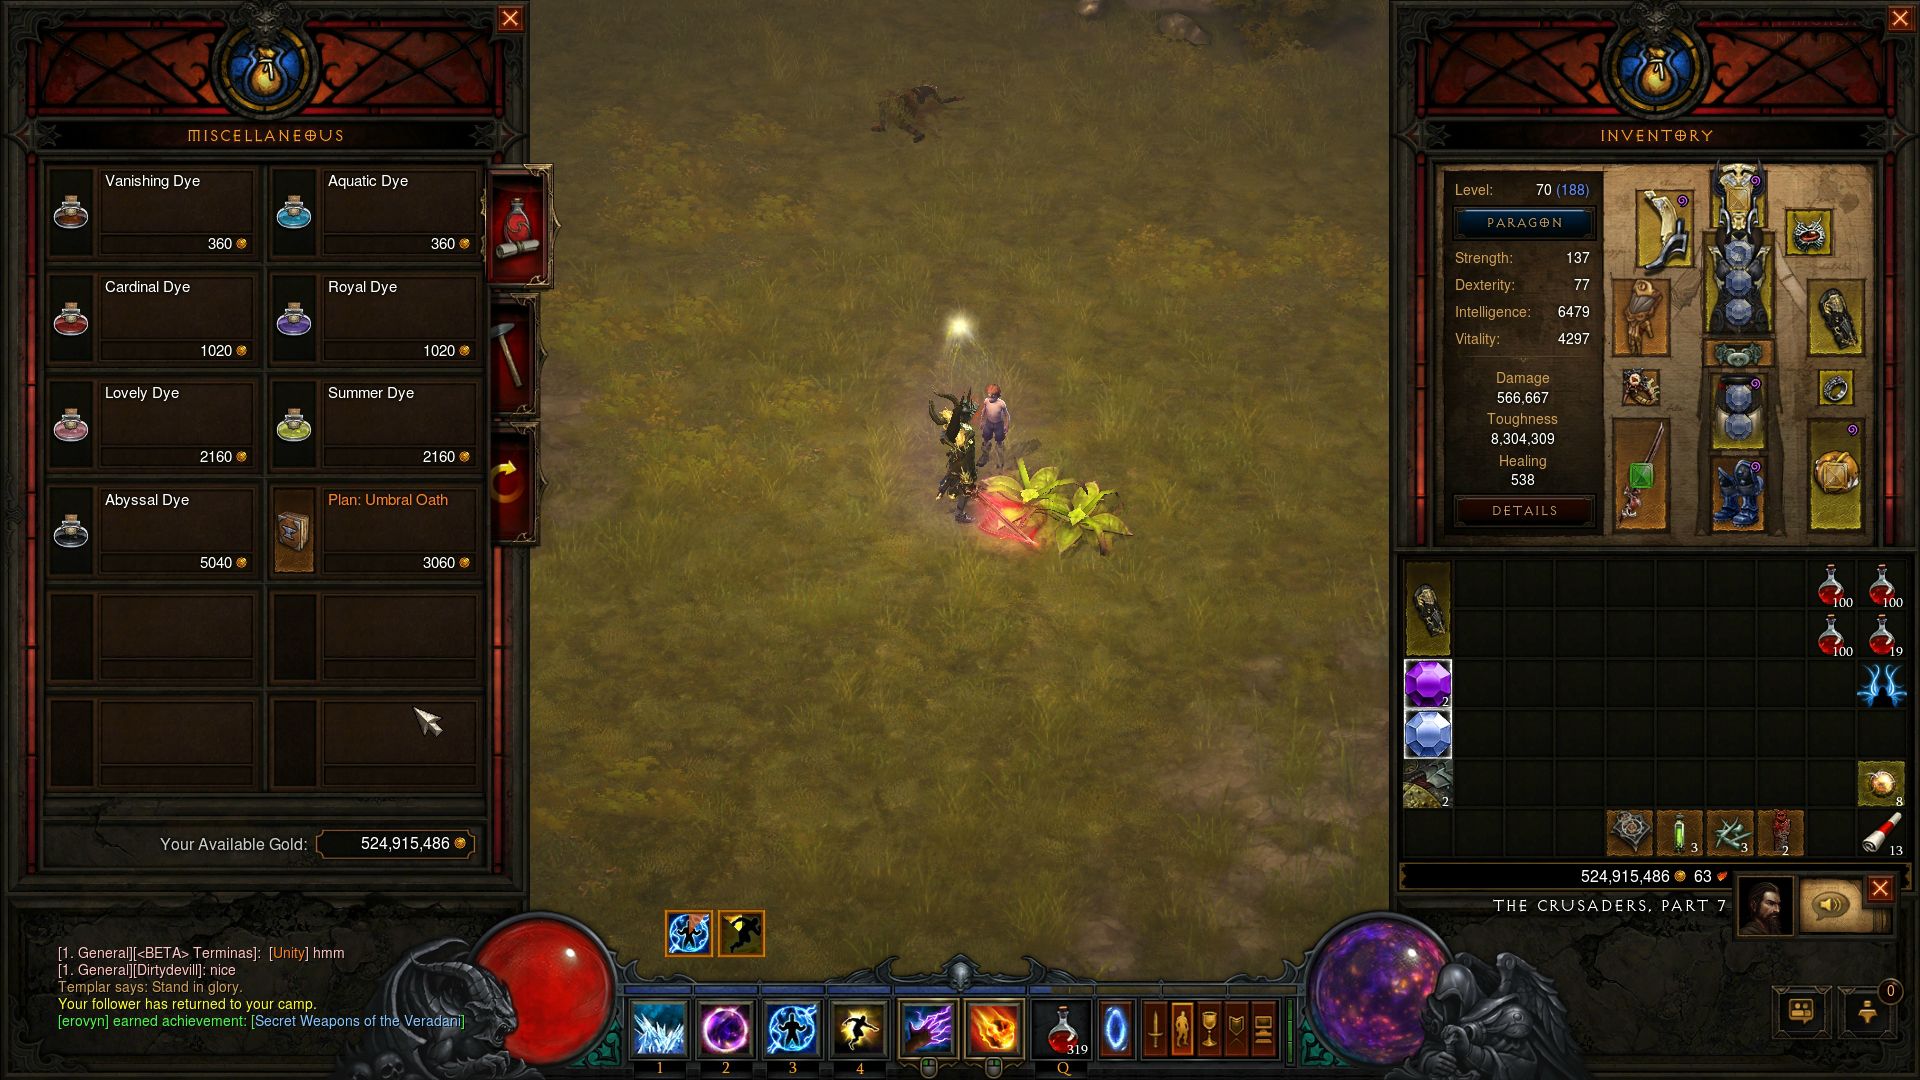 MISCELLANEOUS
Vanishing Dye
360
Aquatic Dye
360
Cardinal Dye
1020
Royal Dye
1020
Lovely Dye
2160
Summer Dye
2160
Abyssal Dye
5040
Plan: Umbral Oath
3060
Your Available Gold: 524,915,486
[1. General][<BETA> Terminas]: [Unity] hmm
[1. General][Dirtydevill]: nice
Templar says: Stand in glory.
Your follower has returned to your camp.
[erovyn] earned achievement: [Secret Weapons of the Veradani]
1
2
3
4
319
Q
INVENTORY
Level: 70 (188)
PARAGON
Strength: 137
Dexterity: 77
Intelligence: 6479
Vitality: 4297
Damage
566,667
Toughness
8,304,309
Healing
538
DETAILS
100
100
100
19
2
2
8
3
3
2
13
524,915,486 63
THE CRUSADERS, PART 7
0